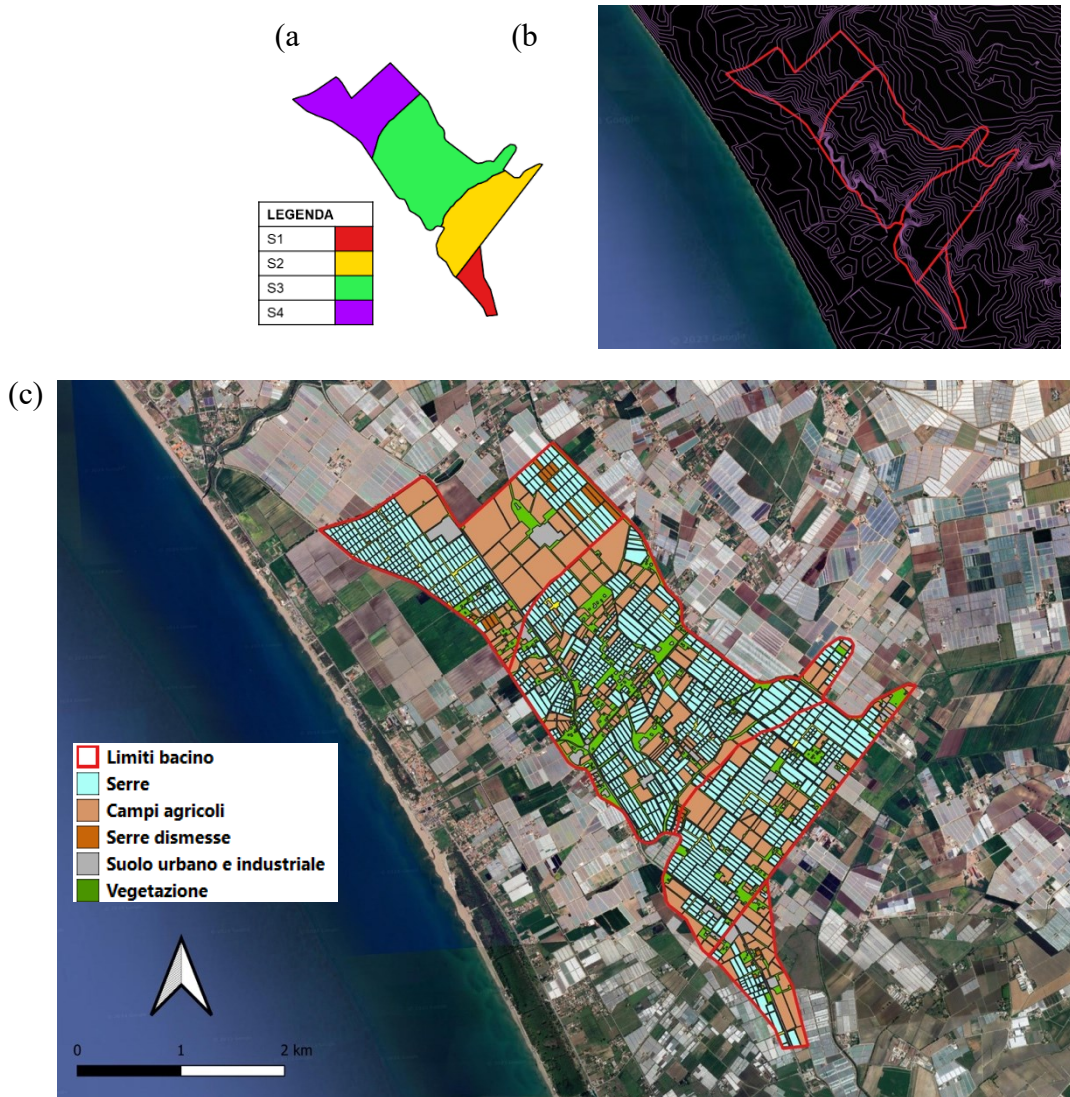 (a
(b
LEGENDA
S1
S2
S3
S4
(c)
Limiti bacino
Serre
Campi agricoli
Serre dismesse
Suolo urbano e industriale
Vegetazione
0 1 2 km